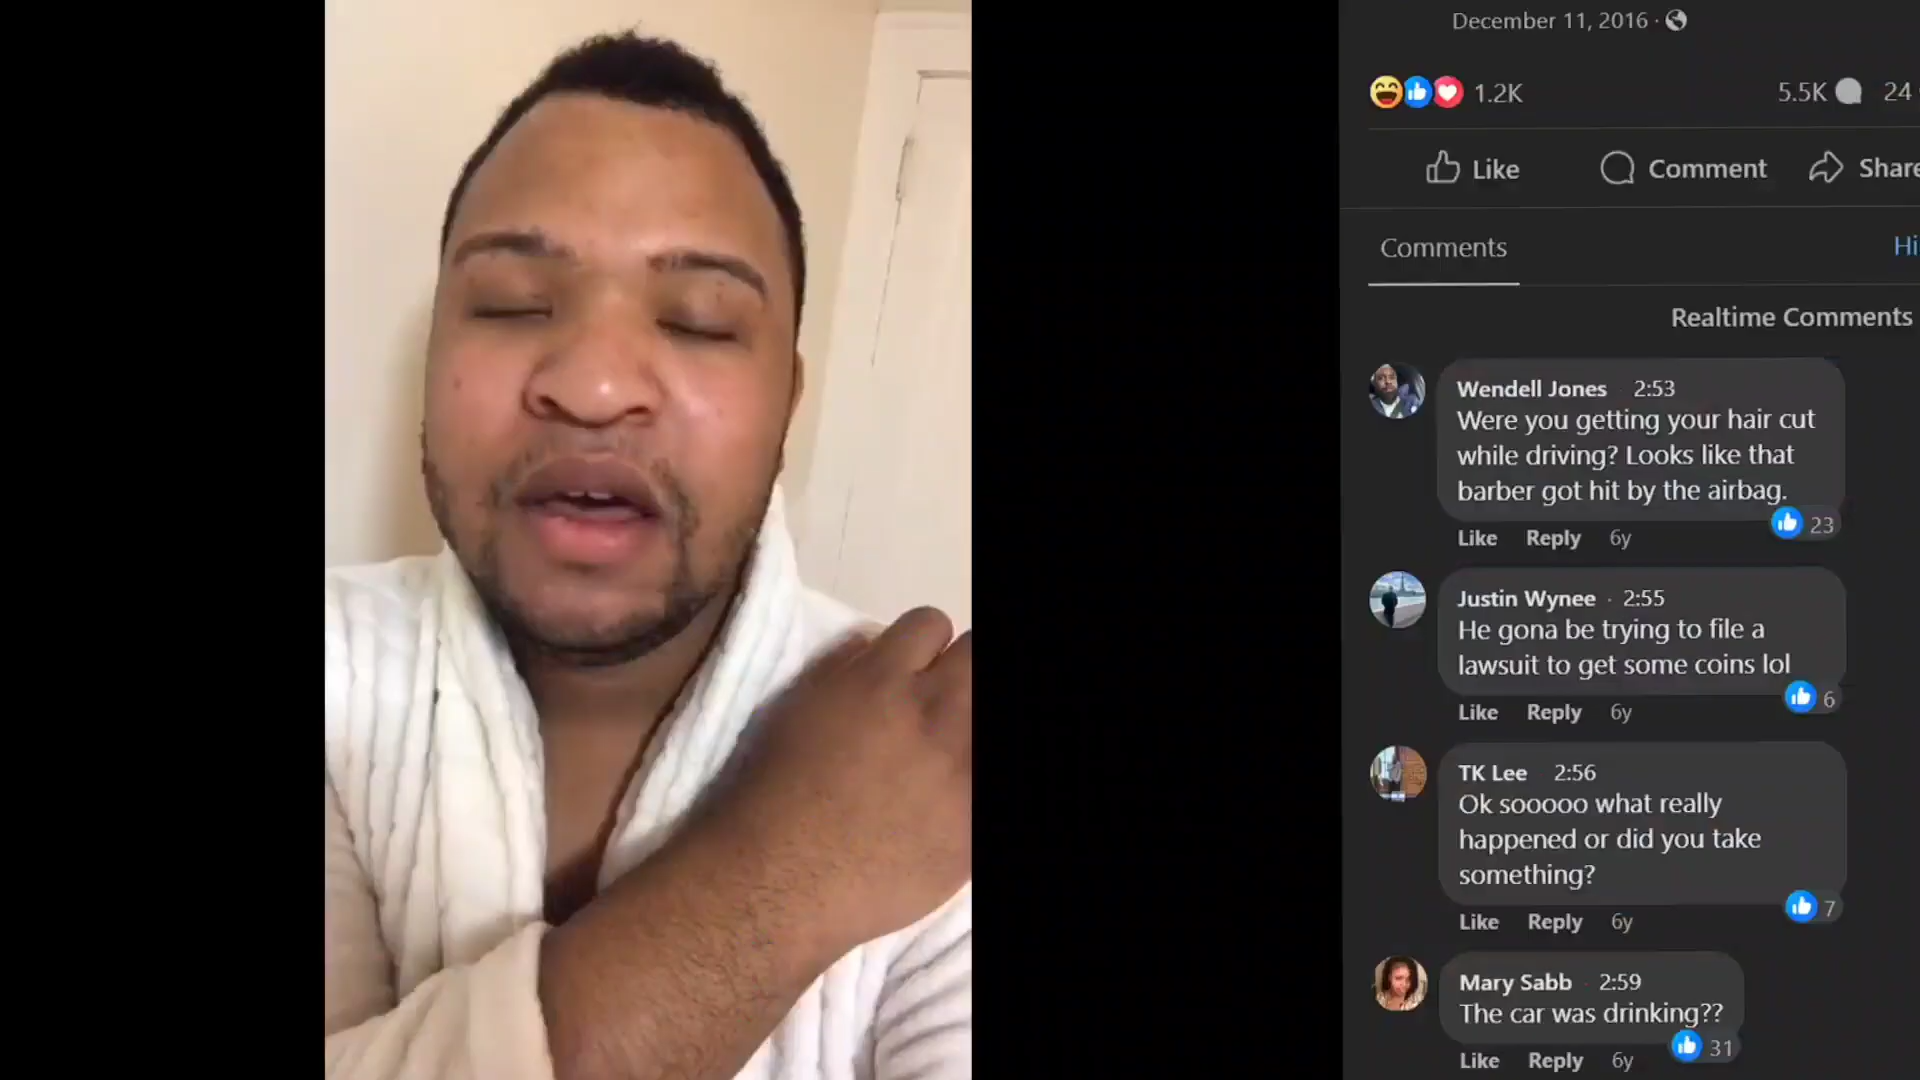 December 11, 2016 ·
1.2K 5.5K 24
Like Comment Share
Comments Hi
Realtime Comments
Wendell Jones · 2:53
Were you getting your hair cut
while driving? Looks like that
barber got hit by the airbag.
23
Like Reply 6y
Justin Wynee · 2:55
He gona be trying to file a
lawsuit to get some coins lol
6
Like Reply 6y
TK Lee 2:56
Ok sooooo what really
happened or did you take
something?
7
Like Reply 6y
Mary Sabb · 2:59
The car was drinking??
31
Like Reply 6y